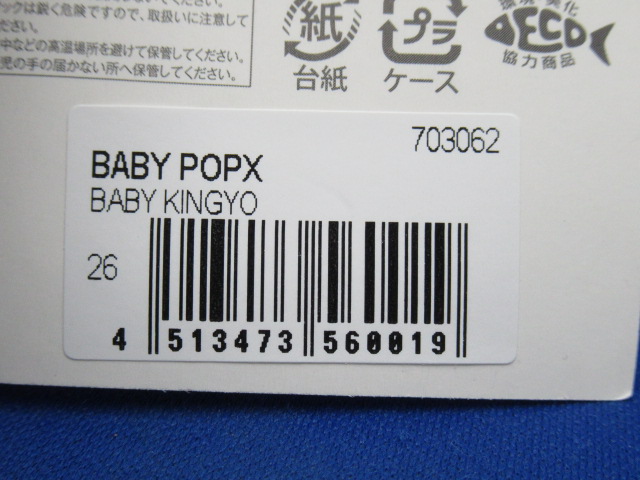 ックは鋭く危険ですので、取扱いに注意して
ださい。
中などの高温場所を避けて保管してください。
児の手の届かない所へ保管してください。
紙
台紙
プラ
ケース
ECO
協力商品
703062
BABY POPX
BABY KINGYO
26
4 513473 560019